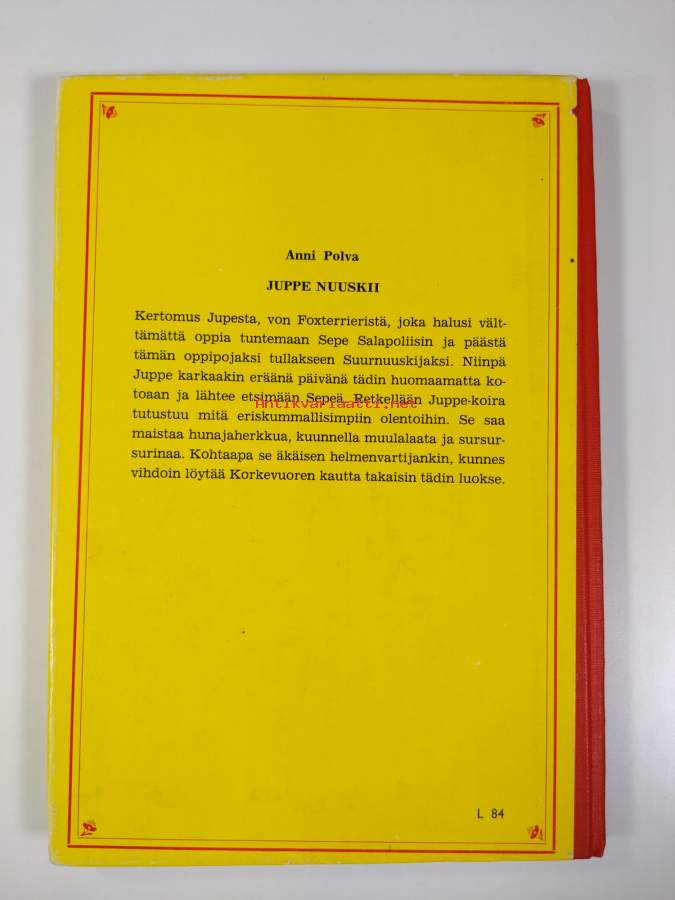 Anni Polva
JUPPE NUUSKII
Kertomus Jupesta, von Foxterrieristä, joka halusi vält-
tämättä oppia tuntemaan Sepe Salapoliisin ja päästä
tämän oppipojaksi tullakseen Suurnuuskijaksi. Niinpä
Juppe karkaakin eräänä päivänä tädin huomaamatta ko-
toaan ja lähtee etsimään Sepeä. Retkellään Juppe-koira
Antikvariaatti.net
tutustuu mitä eriskummallisimpiin olentoihin. Se saa
maistaa hunajaherkkua, kuunnella muulalaata ja sursur-
surinaa. Kohtaapa se äkäisen helmenvartijankin, kunnes
vihdoin löytää Korkevuoren kautta takaisin tädin luokse.
L 84